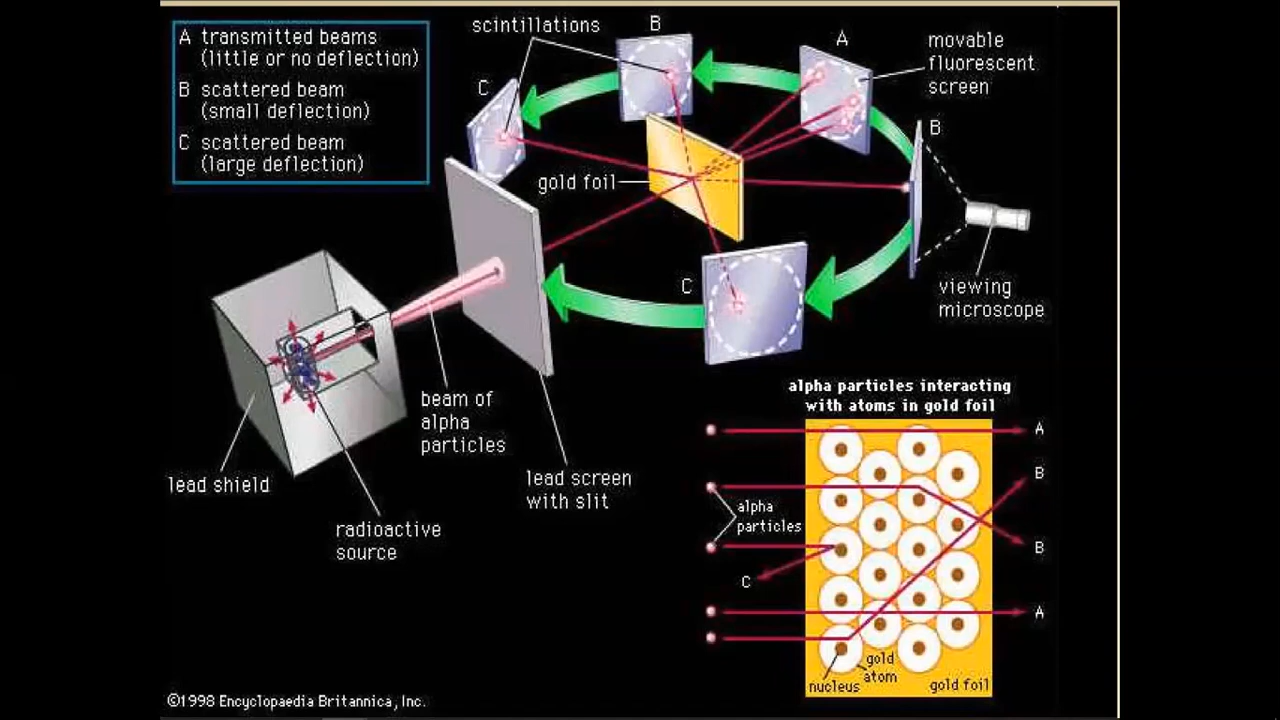 A transmitted beams
(little or no deflection)
B scattered beam
(small deflection)
C scattered beam
(large deflection)
scintillations
B
A
movable
fluorescent
screen
C
B
gold foil
C
viewing
microscope
beam of
alpha
particles
lead shield
lead screen
with slit
radioactive
source
alpha particles interacting
with atoms in gold foil
A
B
alpha
particles
B
C
A
gold
atom
nucleus
gold foil
©1998 Encyclopaedia Britannica, Inc.